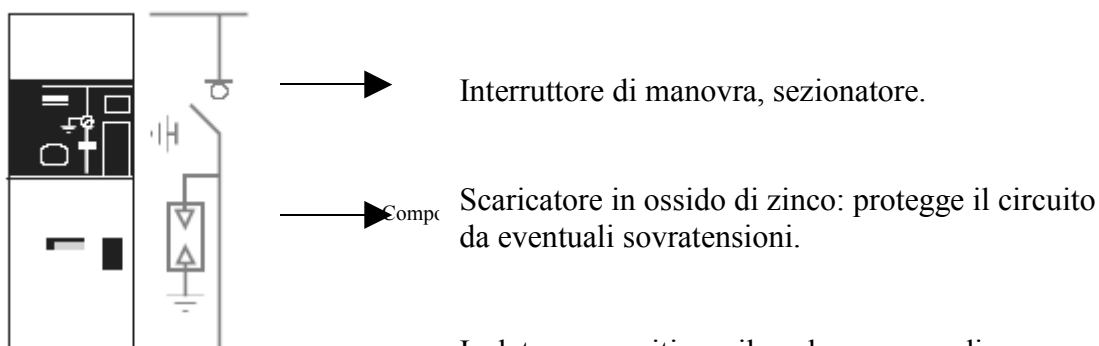 Interruttore di manovra, sezionatore.
Scaricatore in ossido di zinco: protegge il circuito
da eventuali sovratensioni.